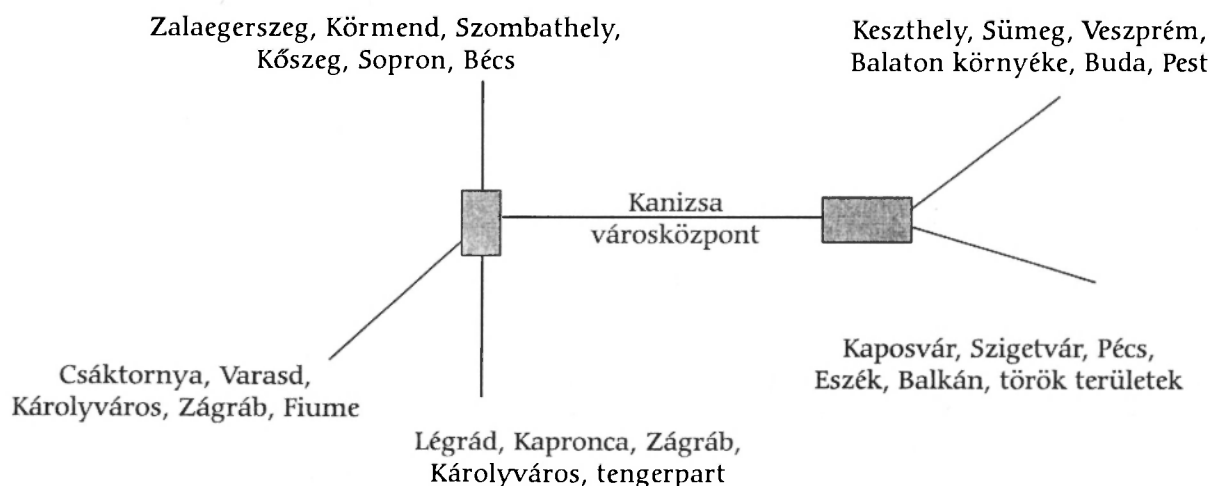 Zalaegerszeg, Körmend, Szombathely,
Kőszeg, Sopron, Bécs
Keszthely, Sümeg, Veszprém,
Balaton környéke, Buda, Pest
Kanizsa
városközpont
Csáktornya, Varasd,
Károlyváros, Zágráb, Fiume
Kaposvár, Szigetvár, Pécs,
Eszék, Balkán, török területek
Légrád, Kapronca, Zágráb,
Károlyváros, tengerpart